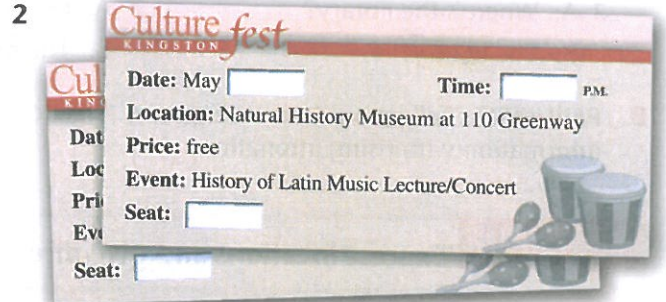 2
Culture fest
KINGSTON
Date: May
Time: P.M.
Location: Natural History Museum at 110 Greenway
Price: free
Event: History of Latin Music Lecture/Concert
Seat:
Cul
KIN
Dat
Loc
Pri
Eve
Seat: